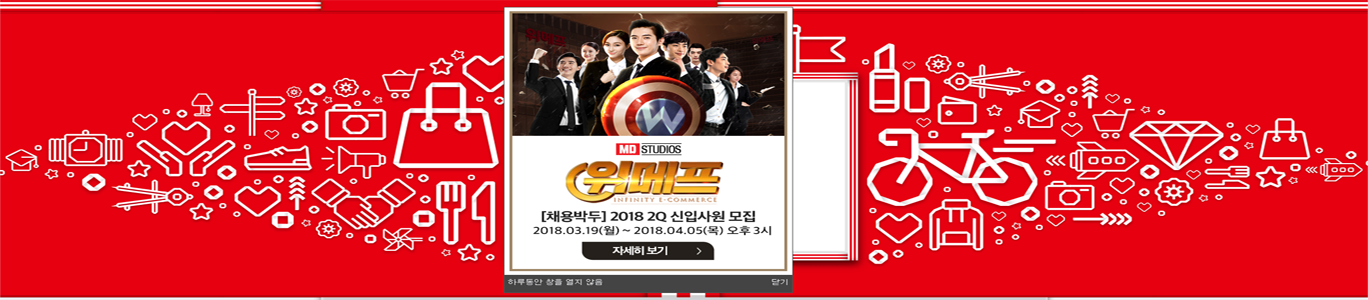 W
MD STUDIOS
위메프
INFINITY E-COMMERCE
[채용박두] 2018 2Q 신입사원 모집
2018.03.19(월) ~ 2018.04.05(목) 오후 3시
자세히 보기 >
하루동안 창을 열지 않음 닫기